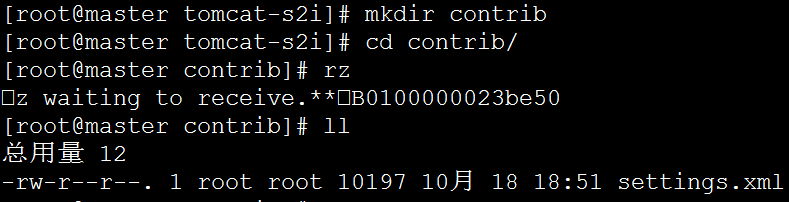 [root@master tomcat-s2i]# mkdir contrib
[root@master tomcat-s2i]# cd contrib/
[root@master contrib]# rz
□z waiting to receive.**□B0100000023be50
[root@master contrib]# ll
总用量 12
-rw-r--r--. 1 root root 10197 10月 18 18:51 settings.xml